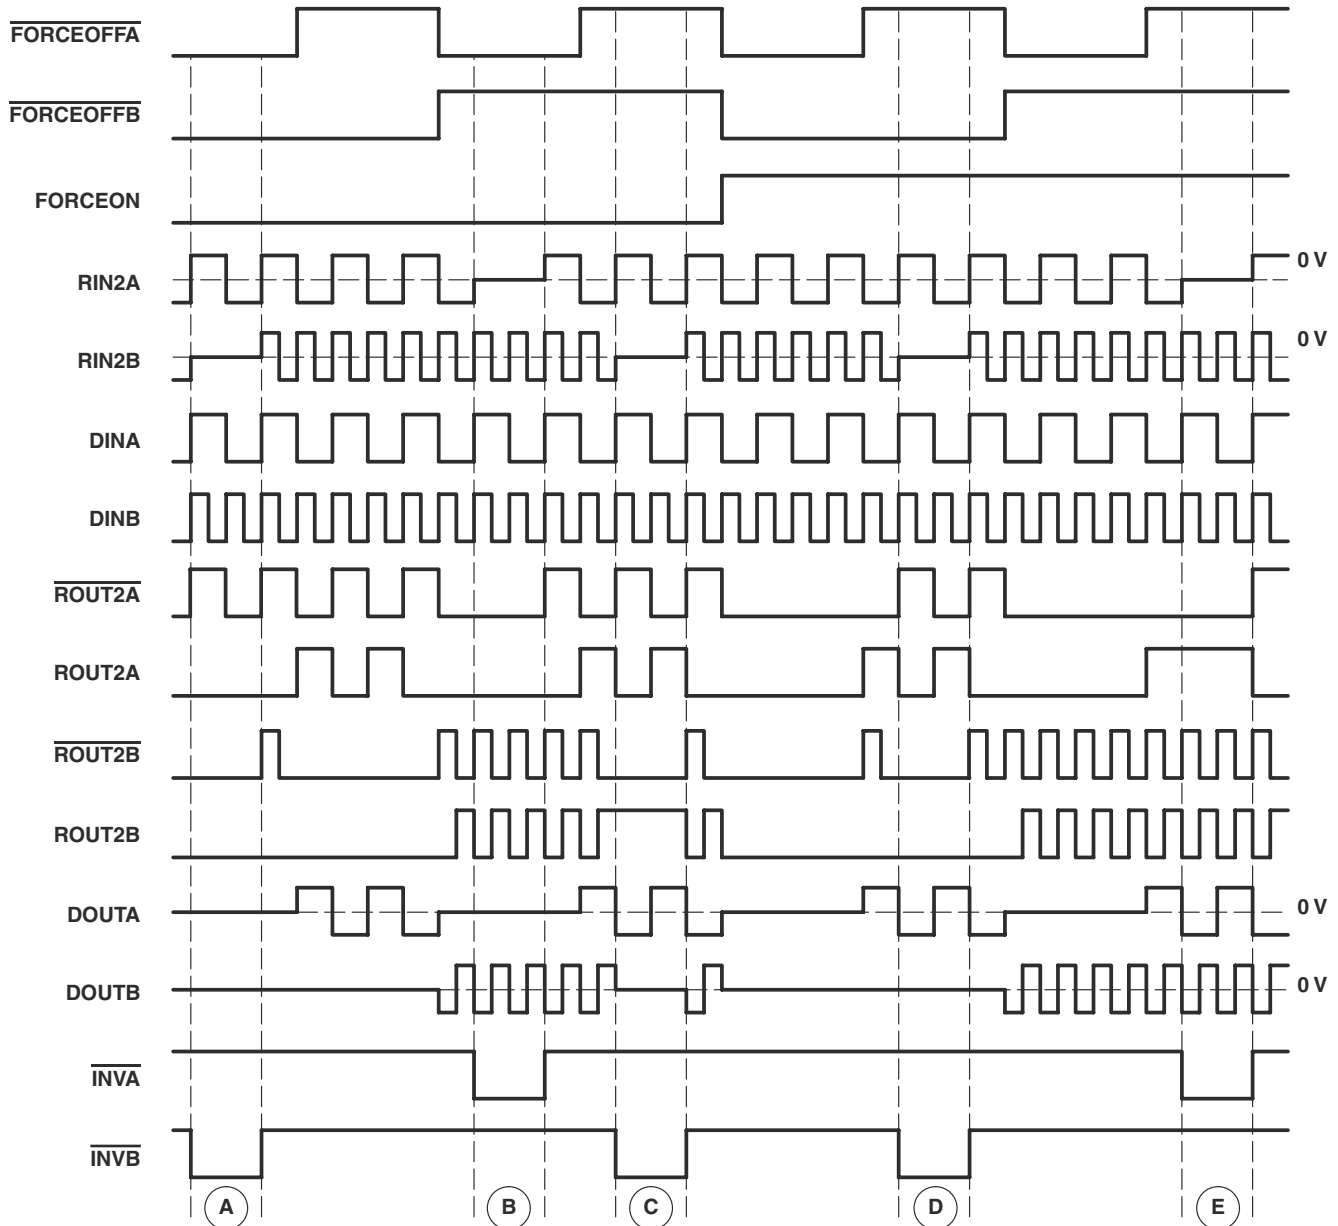 FORCEOFFA
FORCEOFFB
FORCEON
RIN2A
0 V
RIN2B
0 V
DINA
DINB
ROUT2A
ROUT2A
ROUT2B
ROUT2B
DOUTA
0 V
DOUTB
0 V
INVA
INVB
A
B
C
D
E